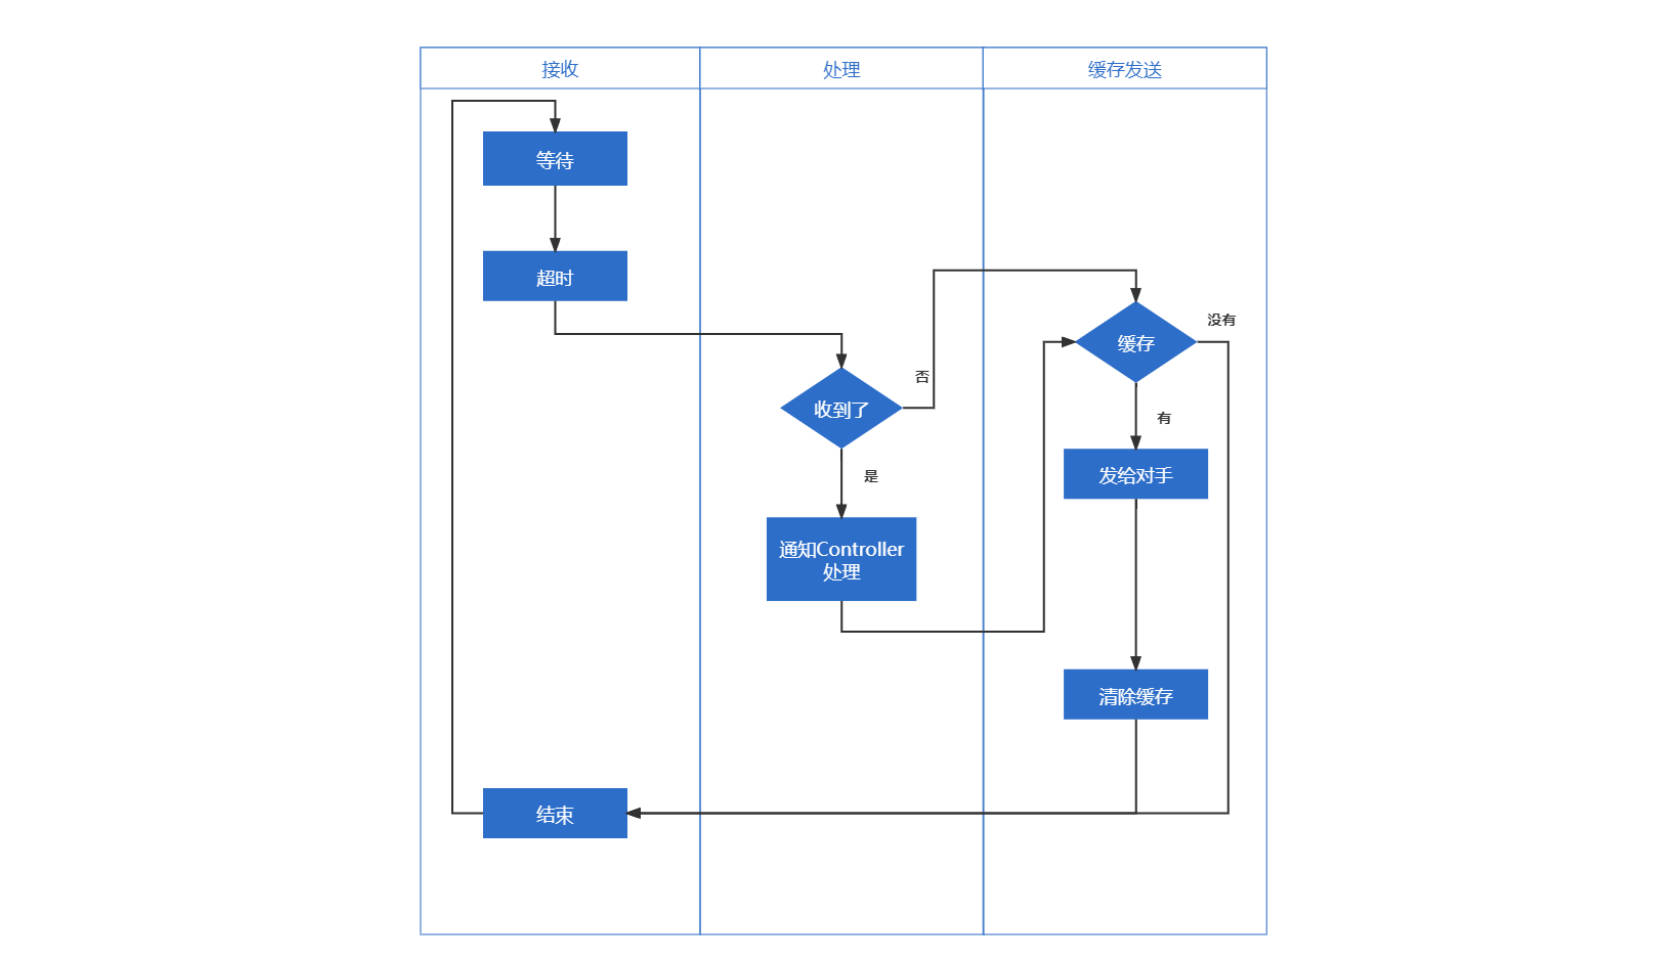 接收
处理
缓存发送
等待
超时
没有
缓存
否
收到了
有
是
发给对手
通知Controller
处理
清除缓存
结束